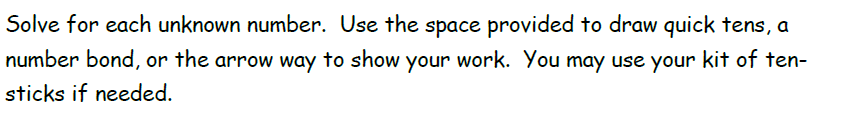 Solve for each unknown number.  Use the space provided to draw quick tens, a
number bond, or the arrow way to show your work.  You may use your kit of ten-
sticks if needed.